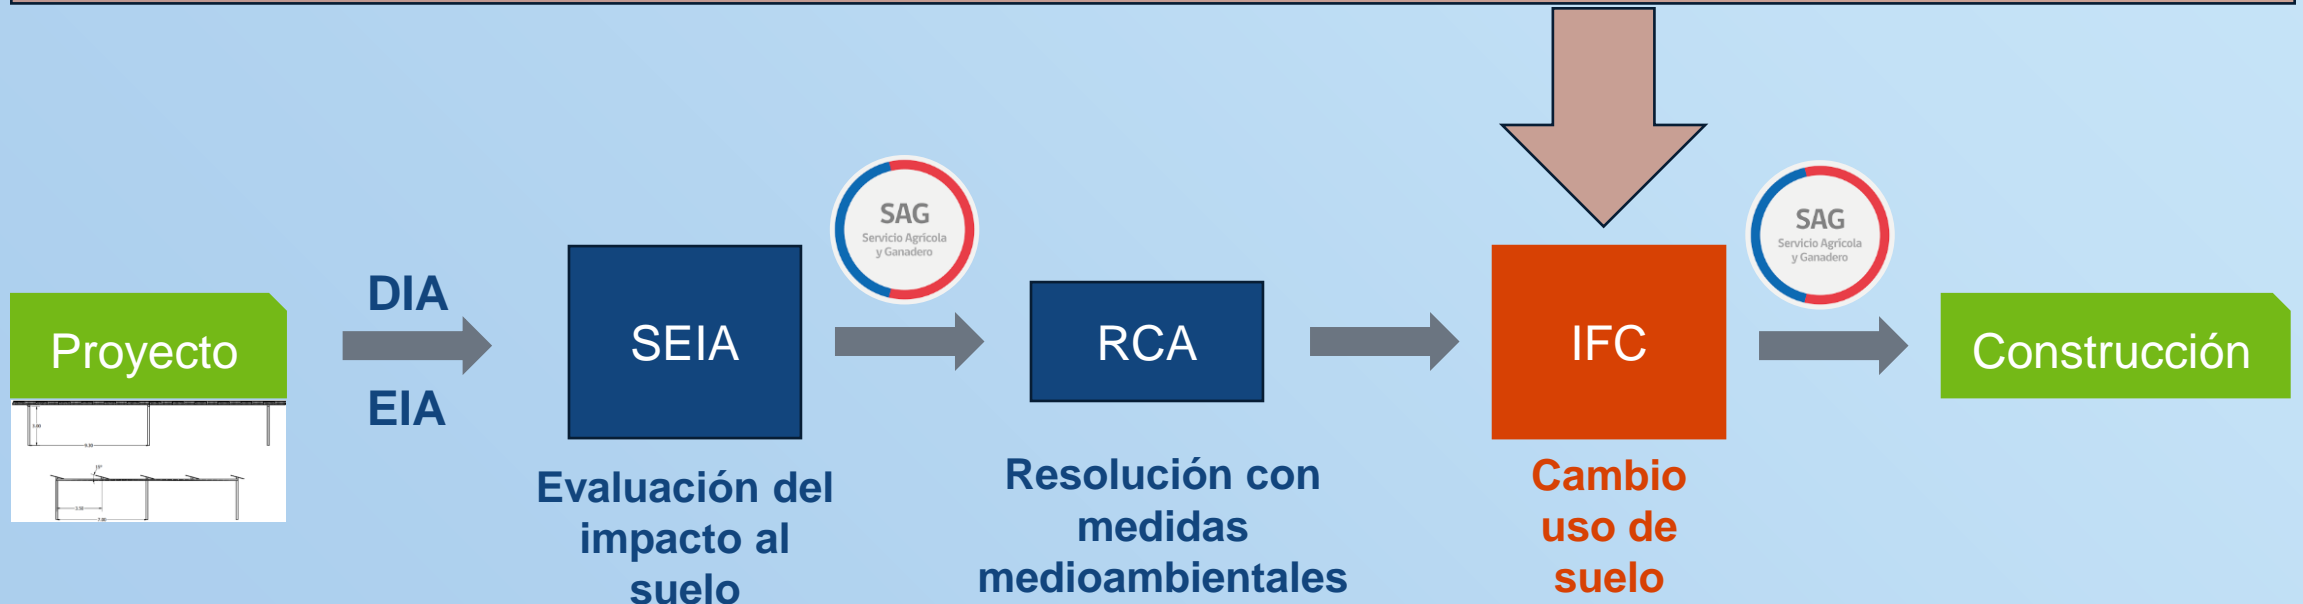 SAG
Servicio Agrícola
y Ganadero
SAG
Servicio Agrícola
y Ganadero
DIA
Proyecto
SEIA
RCA
IFC
Construcción
EIA
Evaluación del
impacto al
suelo
Resolución con
medidas
medioambientales
Cambio
uso de
suelo